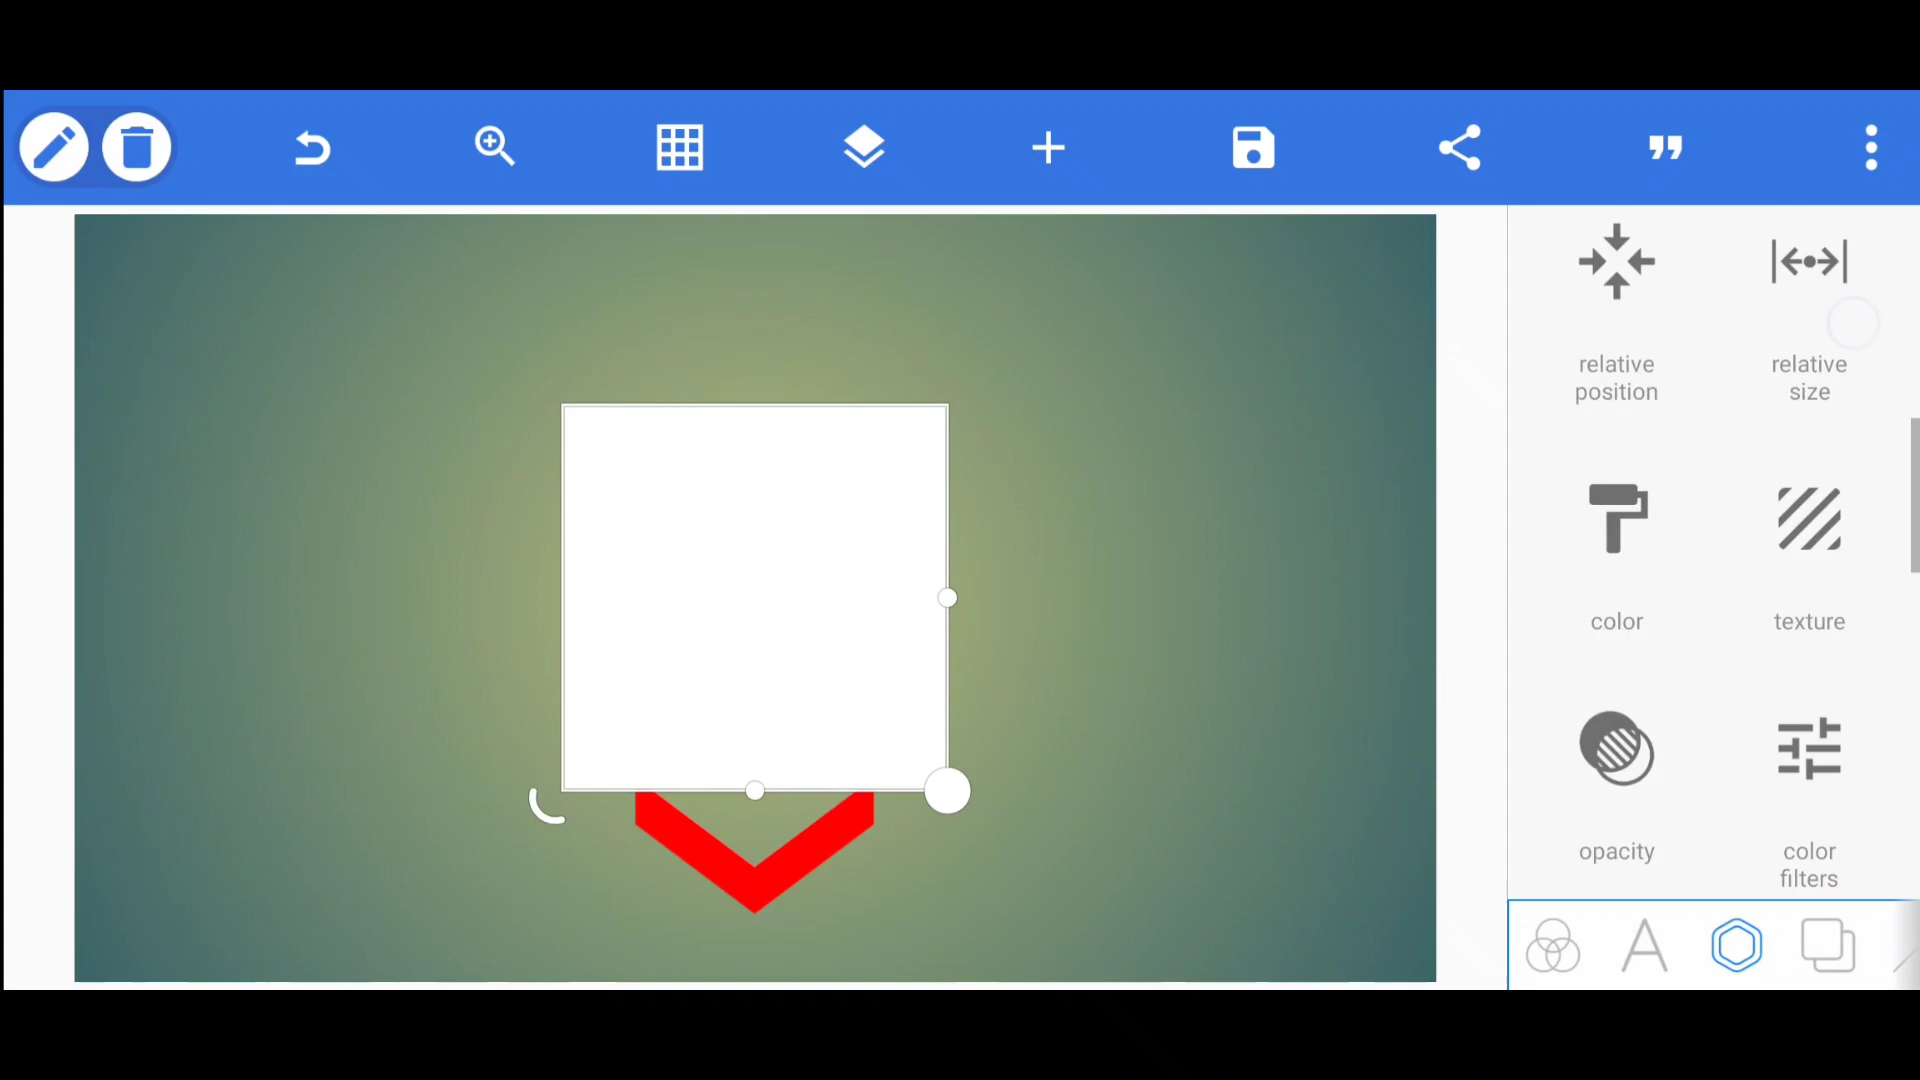 relative
position
relative
size
color
texture
opacity
color
filters